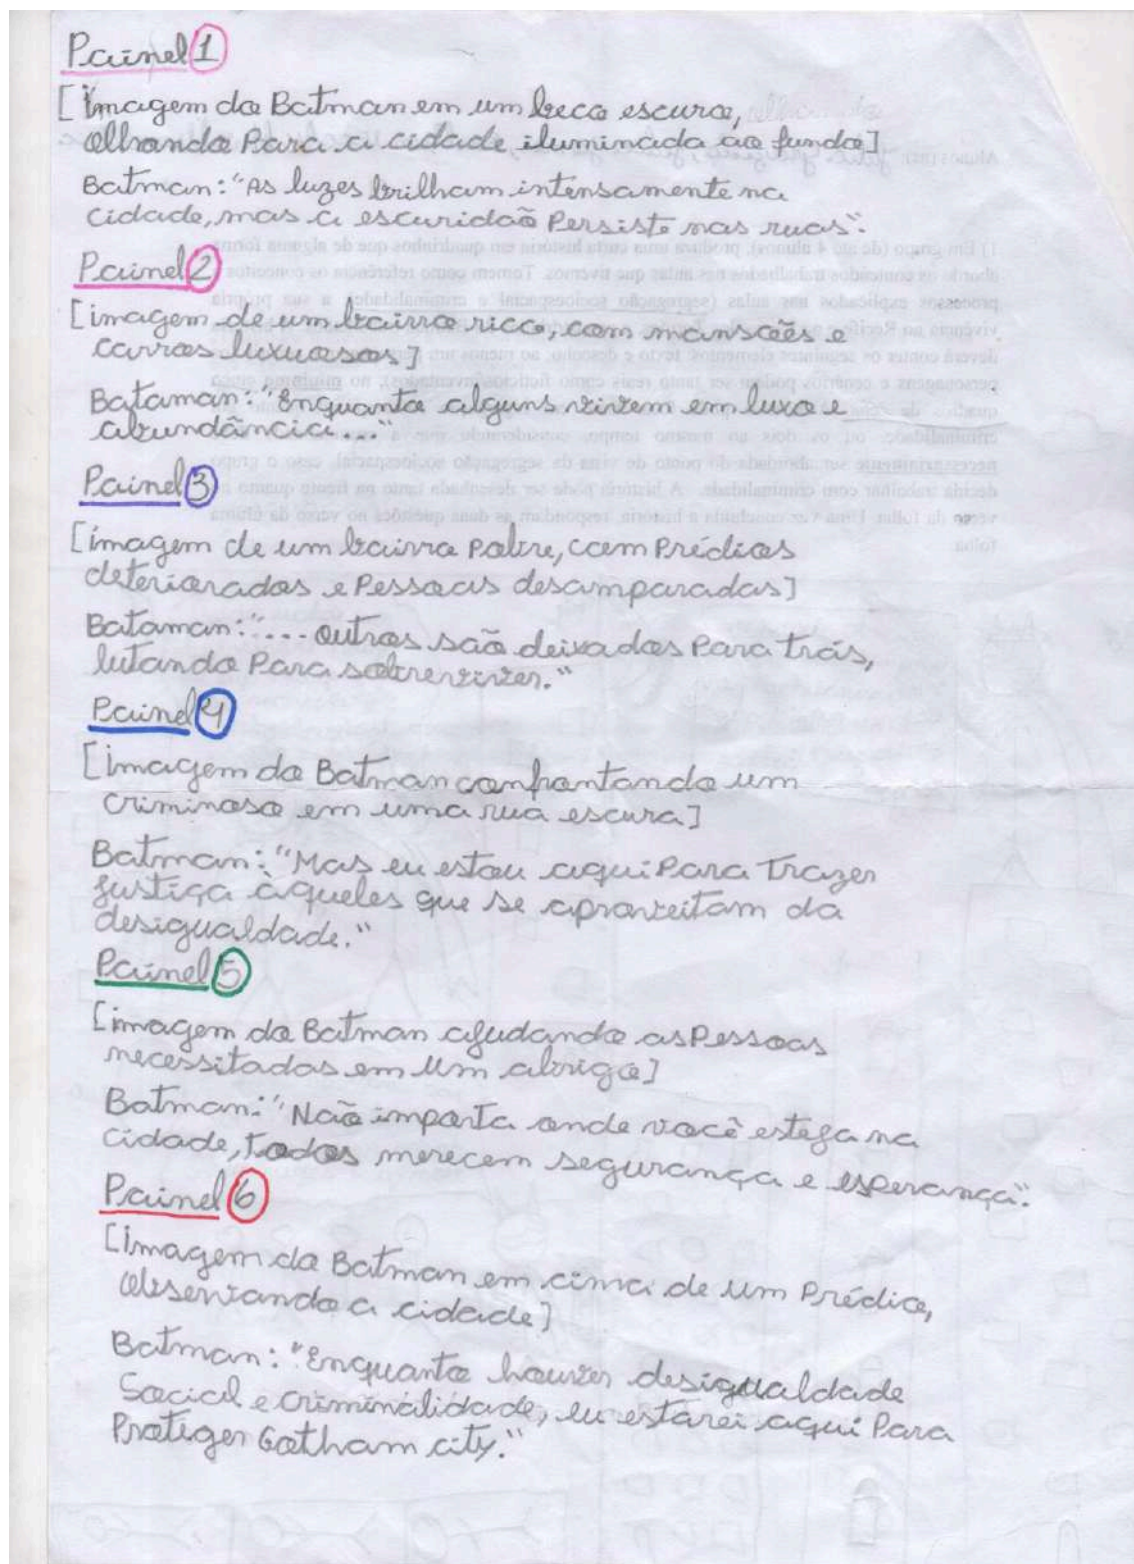 Painel 1
[imagem do Batman em um beco escuro,
olhando Para a cidade iluminada ao fundo]
Batman: "As luzes brilham intensamente na
cidade, mas a escuridão Persiste nas ruas".
Painel 2
[imagem de um bairro rico, com mansões e
carros luxuosos]
Bataman: "Enquanto alguns vivem em luxo e
abundância..."
Painel 3
[imagem de um bairro Pobre, com Prédios
deteriorados e Pessoas desamparadas]
Bataman: "... outros são deixados Para trás,
lutando Para sobreviver."
Painel 4
[imagem do Batman confrontando um
criminoso em uma rua escura]
Batman: "Mas eu estou aqui Para Trazer
justiça àqueles que se aproveitam da
desigualdade."
Painel 5
[imagem do Batman ajudando as Pessoas
necessitadas em um abrigo]
Batman: "Não importa onde você esteja na
cidade, todos merecem segurança e esperança".
Painel 6
[imagem do Batman em cima de um Prédio,
observando a cidade]
Batman: "Enquanto houver desigualdade
Social e criminalidade, eu estarei aqui Para
Proteger Gotham city."